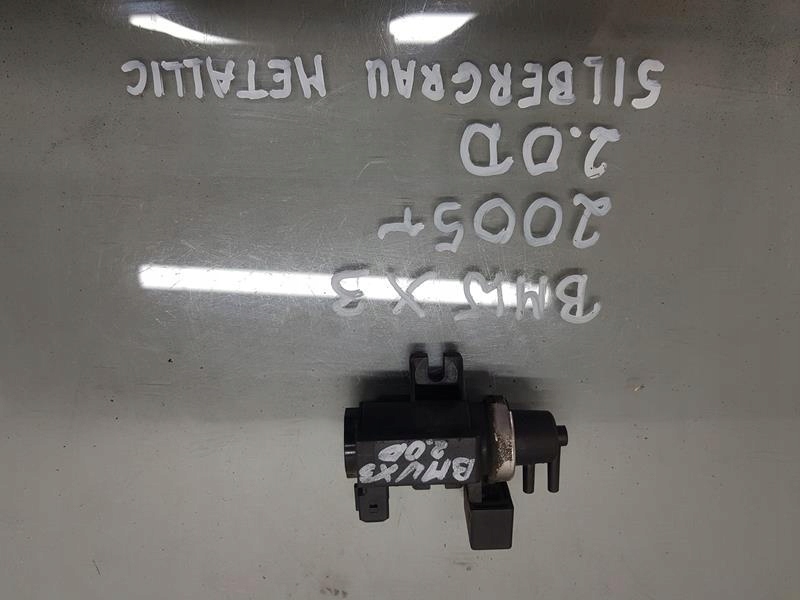 BMW X3
2.0D
BMW X3
2005r
2.0D
SILBERGRAU METALLIC